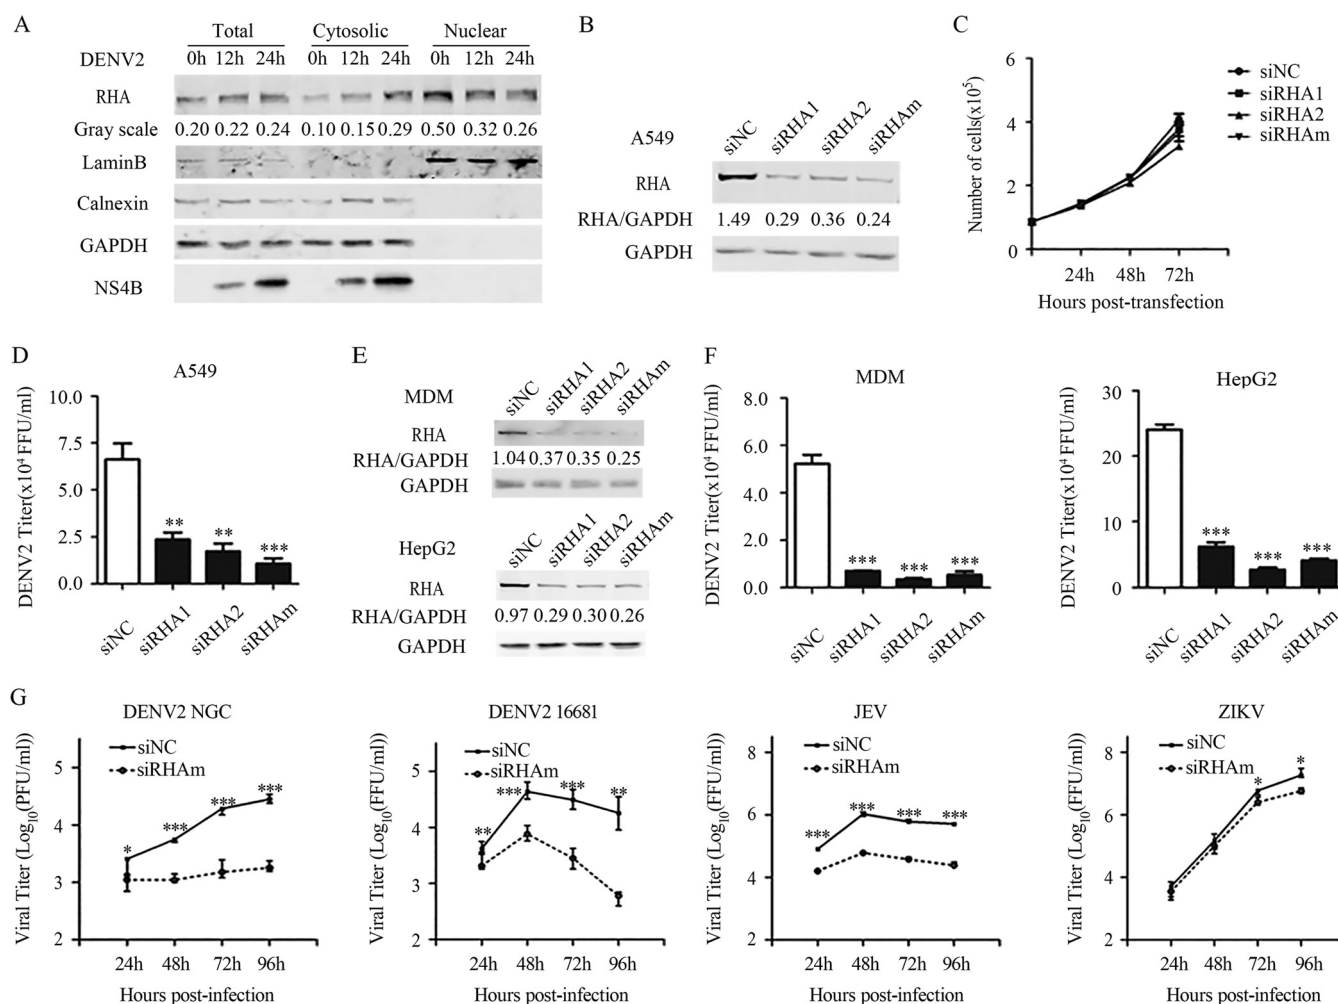 A
Total Cytosolic Nuclear
DENV2 0h 12h 24h 0h 12h 24h 0h 12h 24h
RHA
Gray scale 0.20 0.22 0.24 0.10 0.15 0.29 0.50 0.32 0.26
LaminB
Calnexin
GAPDH
NS4B
B
A549 siNC siRHA1 siRHA2 siRHAm
RHA
RHA/GAPDH 1.49 0.29 0.36 0.24
GAPDH
C
Number of cells(x10⁵)
6
4
2
0
24h 48h 72h
Hours post-transfection
siNC
siRHA1
siRHA2
siRHAm
D
A549
DENV2 Titer(x10⁴ FFU/ml)
10.0
7.5
5.0
2.5
0.0
** ** ***
siNC siRHA1 siRHA2 siRHAm
E
MDM siNC siRHA1 siRHA2 siRHAm
RHA
RHA/GAPDH 1.04 0.37 0.35 0.25
GAPDH
HepG2 siNC siRHA1 siRHA2 siRHAm
RHA
RHA/GAPDH 0.97 0.29 0.30 0.26
GAPDH
F
MDM
DENV2 Titer(x10⁴ FFU/ml)
8.0
6.0
4.0
2.0
0.0
*** *** ***
siNC siRHA1 siRHA2 siRHAm
HepG2
DENV2 Titer(x10⁴ FFU/ml)
30
20
10
0
*** *** ***
siNC siRHA1 siRHA2 siRHAm
G
DENV2 NGC
Viral Titer (Log₁₀(PFU/ml))
5
4
3
2
siNC
siRHAm
* *** *** ***
24h 48h 72h 96h
Hours post-infection
DENV2 16681
Viral Titer (Log₁₀(FFU/ml))
5
4
3
2
siNC
siRHAm
** *** *** **
24h 48h 72h 96h
Hours post-infection
JEV
Viral Titer (Log₁₀(FFU/ml))
8
6
4
2
siNC
siRHAm
*** *** *** ***
24h 48h 72h 96h
Hours post-infection
ZIKV
Viral Titer (Log₁₀(FFU/ml))
8
6
4
2
siNC
siRHAm
* *
24h 48h 72h 96h
Hours post-infection